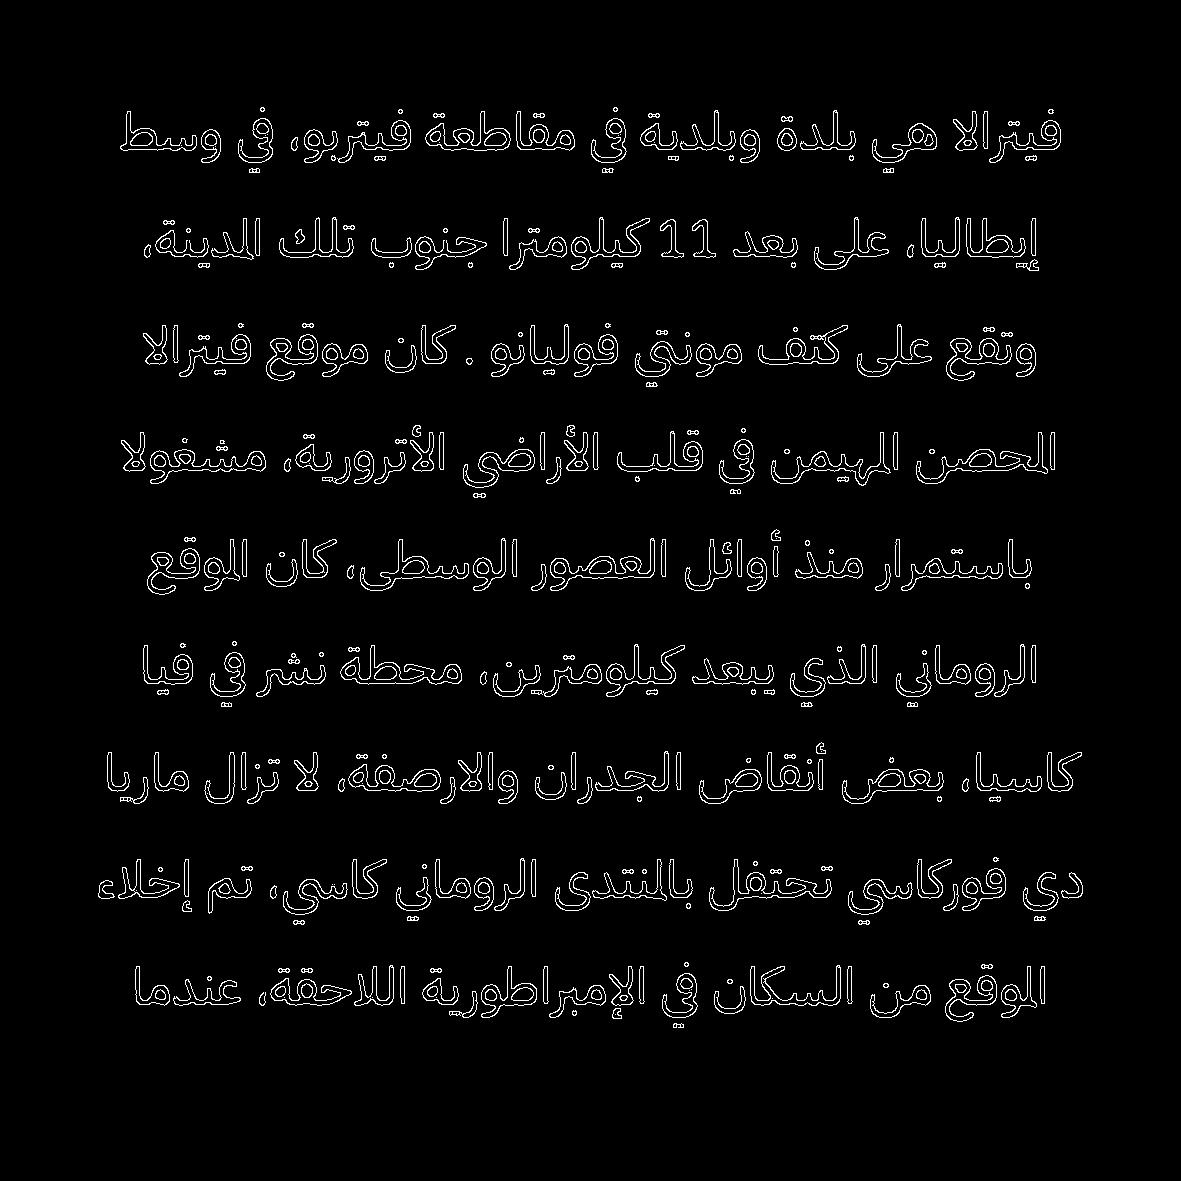 فيترالا هي بلدة وبلدية في مقاطعة فيتربو، في وسط
إيطاليا، على بعد 11 كيلومترا جنوب تلك المدينة،
وتقع على كتف مونتي فوليانو . كان موقع فيترالا
الحصن المهيمن في قلب الأراضي الأترورية، مشغولا
باستمرار منذ أوائل العصور الوسطى، كان الموقع
الروماني الذي يبعد كيلومترين، محطة نشر في فيا
كاسيا، بعض أنقاض الجدران والارصفة، لا تزال ماريا
دي فوركاسي تحتفل بالمنتدى الروماني كاسي، تم إخلاء
الموقع من السكان في الإمبراطورية اللاحقة، عندما